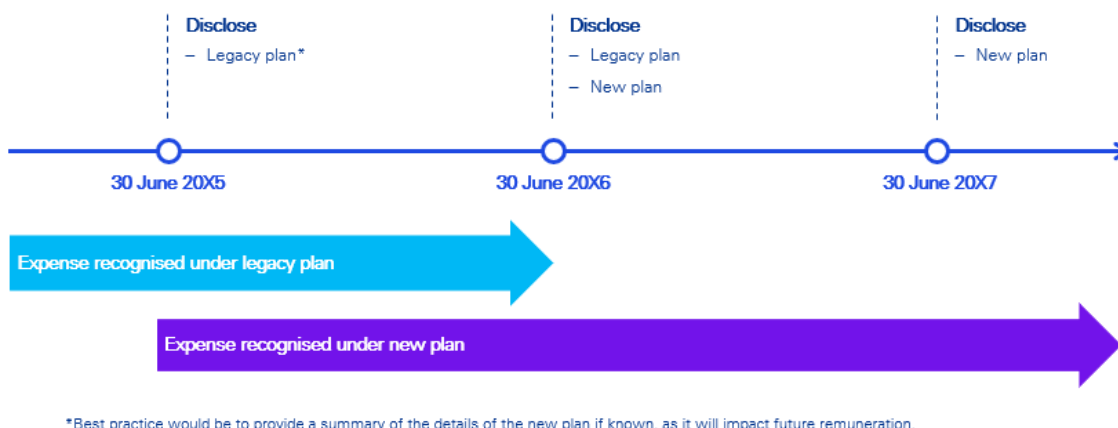 Disclose
– Legacy plan*
Disclose
– Legacy plan
– New plan
Disclose
– New plan
30 June 20X5
30 June 20X6
30 June 20X7
Expense recognised under legacy plan
Expense recognised under new plan
*Best practice would be to provide a summary of the details of the new plan if known, as it will impact future remuneration.